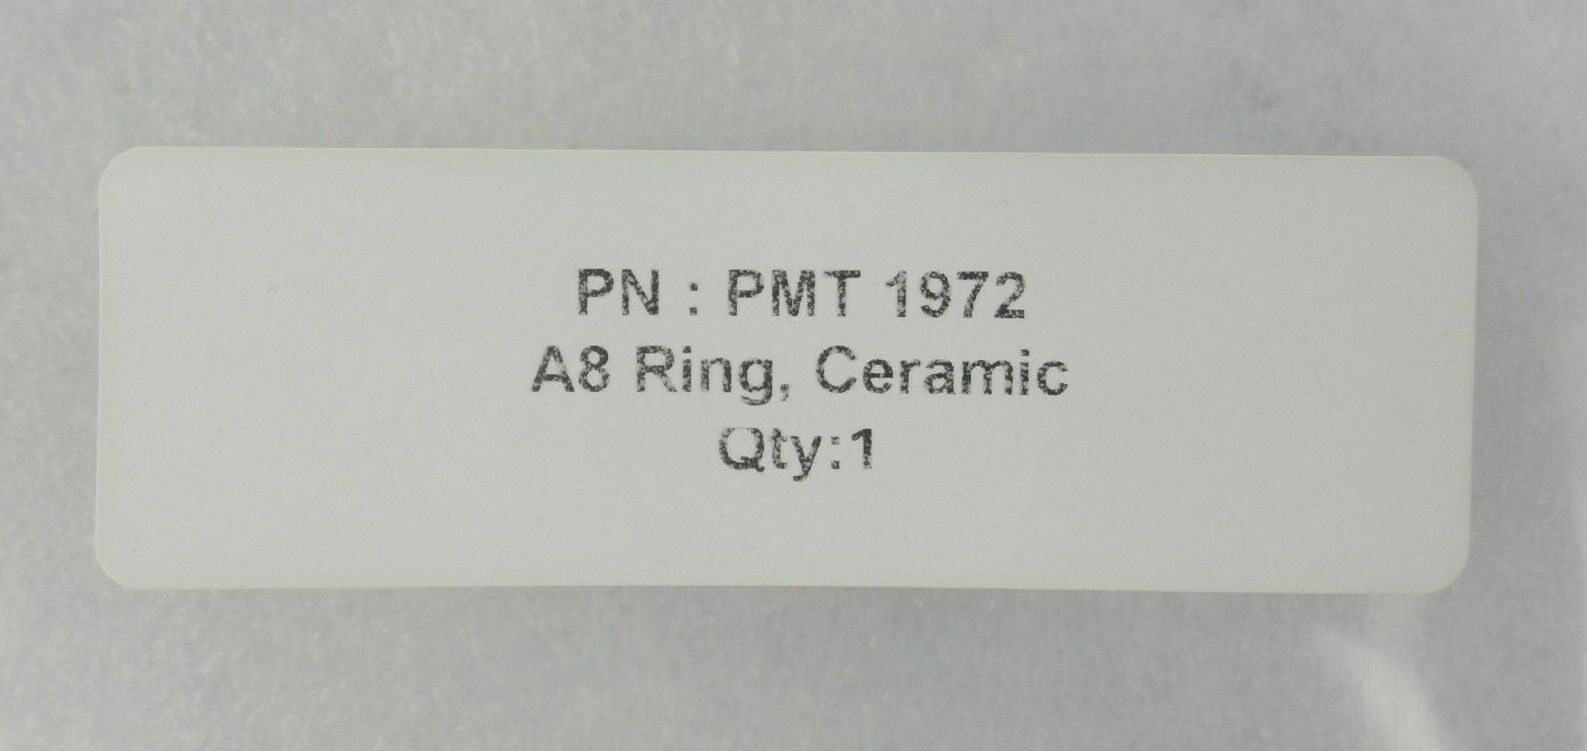 PN : PMT 1972
A8 Ring, Ceramic
Qty:1